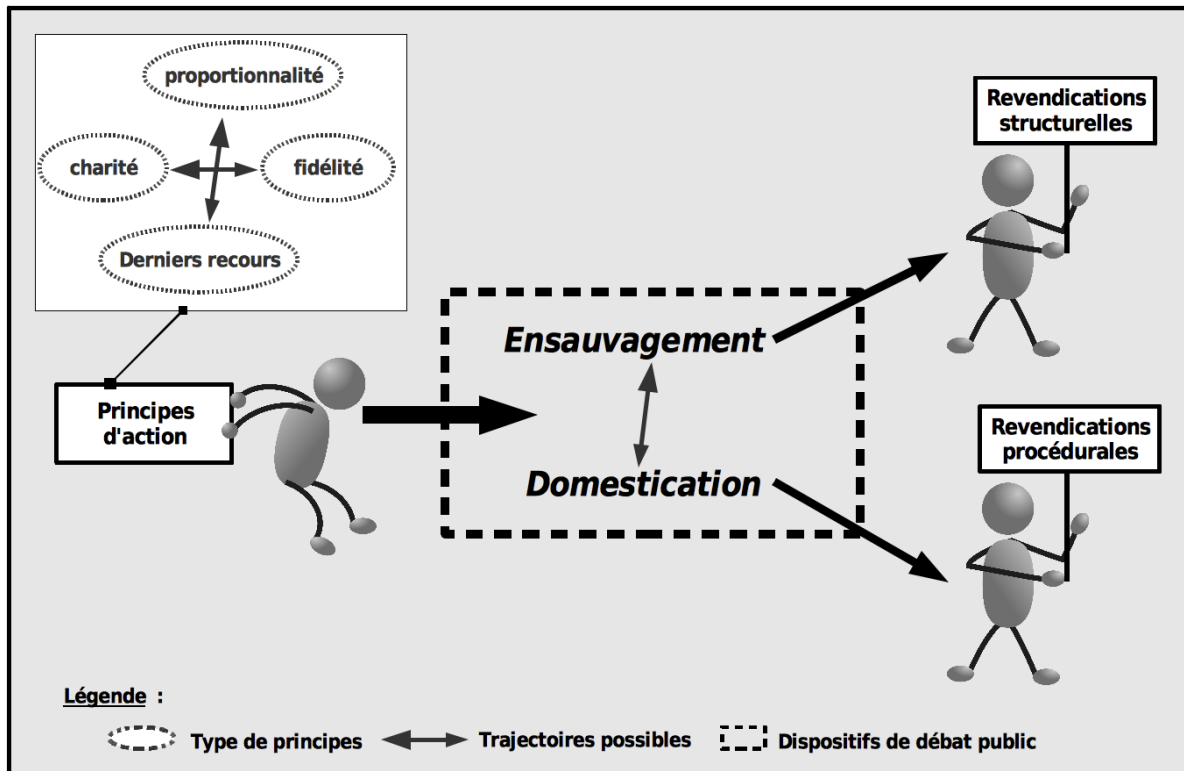 proportionnalité
charité
fidélité
Derniers recours
Principes
d'action
Ensauvagement
Domestication
Revendications
structurelles
Revendications
procédurales
Légende :
Type de principes
Trajectoires possibles
Dispositifs de débat public